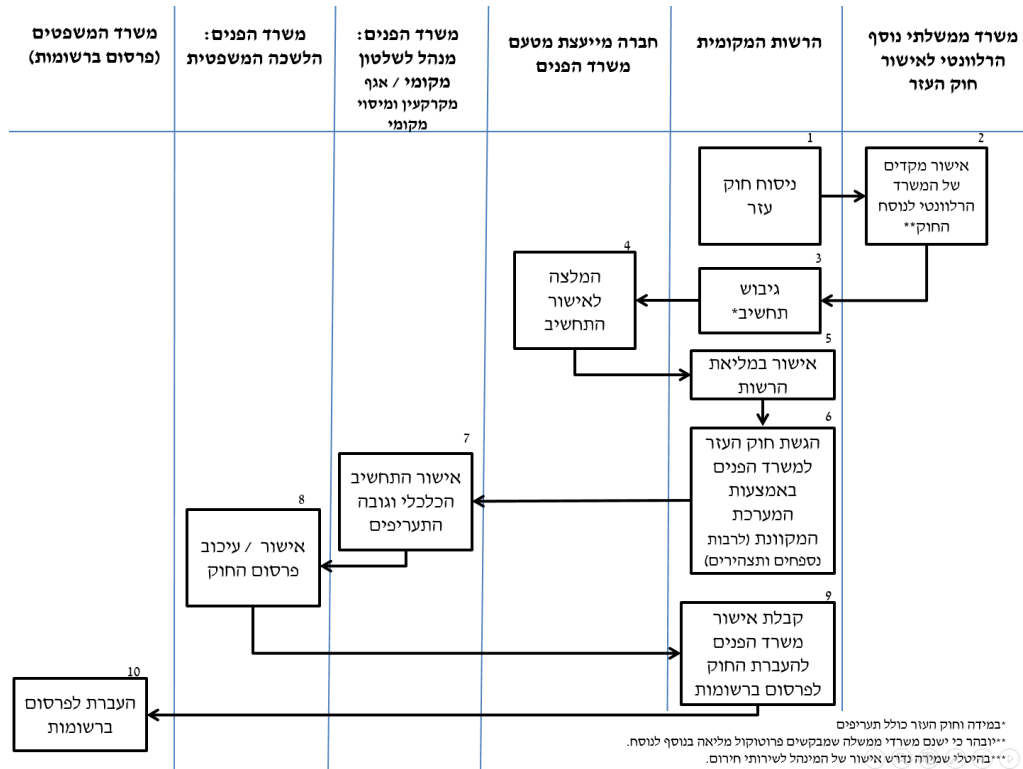 משרד ממשלתי נוסף
הרלוונטי לאישור
חוק העזר
הרשות המקומית
חברה מייעצת מטעם
משרד הפנים
משרד הפנים:
מנהל לשלטון
מקומי / אגף
מקרקעין ומיסוי
מקומי
משרד הפנים:
הלשכה המשפטית
משרד המשפטים
(פרסום ברשומות)
1
ניסוח חוק
עזר
2
אישור מקדים
של המשרד
הרלוונטי לנוסח
החוק**
3
גיבוש
תחשיב*
4
המלצה
לאישור
התחשיב
5
אישור במליאת
הרשות
6
הגשת חוק העזר
למשרד הפנים
באמצעות
המערכת
המקוונת (לרבות
נספחים ותצהירים)
7
אישור התחשיב
הכלכלי וגובה
התעריפים
8
אישור / עיכוב
פרסום החוק
9
קבלת אישור
משרד הפנים
להעברת החוק
לפרסום ברשומות
10
העברת לפרסום
ברשומות
*במידה וחוק העזר כולל תעריפים
**יובהר כי ישנם משרדי ממשלה שמבקשים פרוטוקול מליאה בנוסף לנוסח.
***בהיטלי שמירה נדרש אישור של המינהל לשירותי חירום.